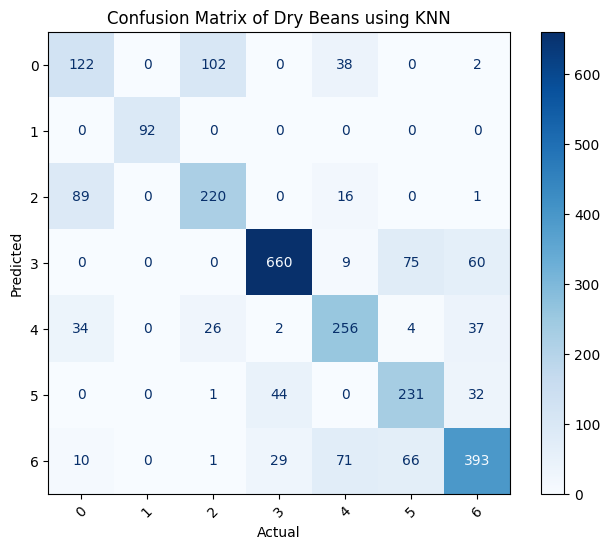 Confusion Matrix of Dry Beans using KNN
0 122 0 102 0 38 0 2
1 0 92 0 0 0 0 0
2 89 0 220 0 16 0 1
3 0 0 0 660 9 75 60
4 34 0 26 2 256 4 37
5 0 0 1 44 0 231 32
6 10 0 1 29 71 66 393
0 1 2 3 4 5 6
Predicted
Actual
600
500
400
300
200
100
0